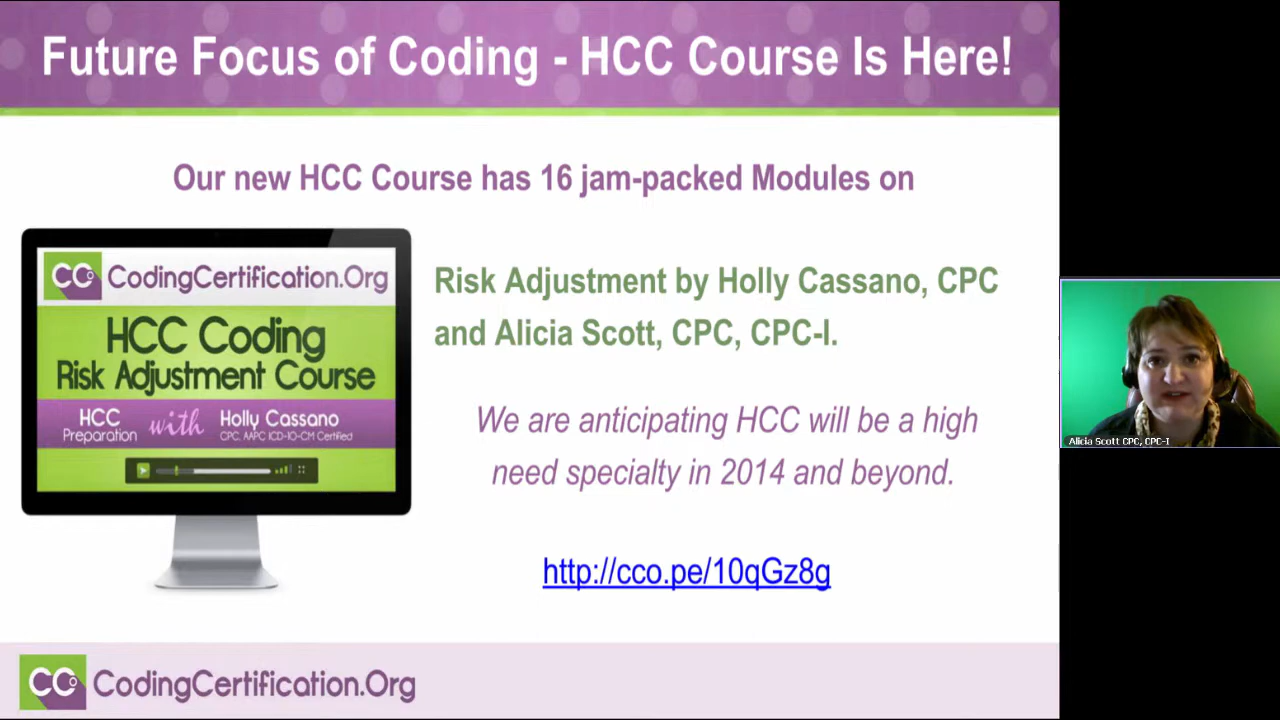 Future Focus of Coding - HCC Course Is Here!
Our new HCC Course has 16 jam-packed Modules on
CCo CodingCertification.Org
HCC Coding
Risk Adjustment Course
HCC Preparation with Holly Cassano
CPC, AAPC ICD-10-CM Certified
Risk Adjustment by Holly Cassano, CPC
and Alicia Scott, CPC, CPC-I.
We are anticipating HCC will be a high
need specialty in 2014 and beyond.
http://cco.pe/10qGz8g
Alicia Scott CPC, CPC-I
CCo CodingCertification.Org